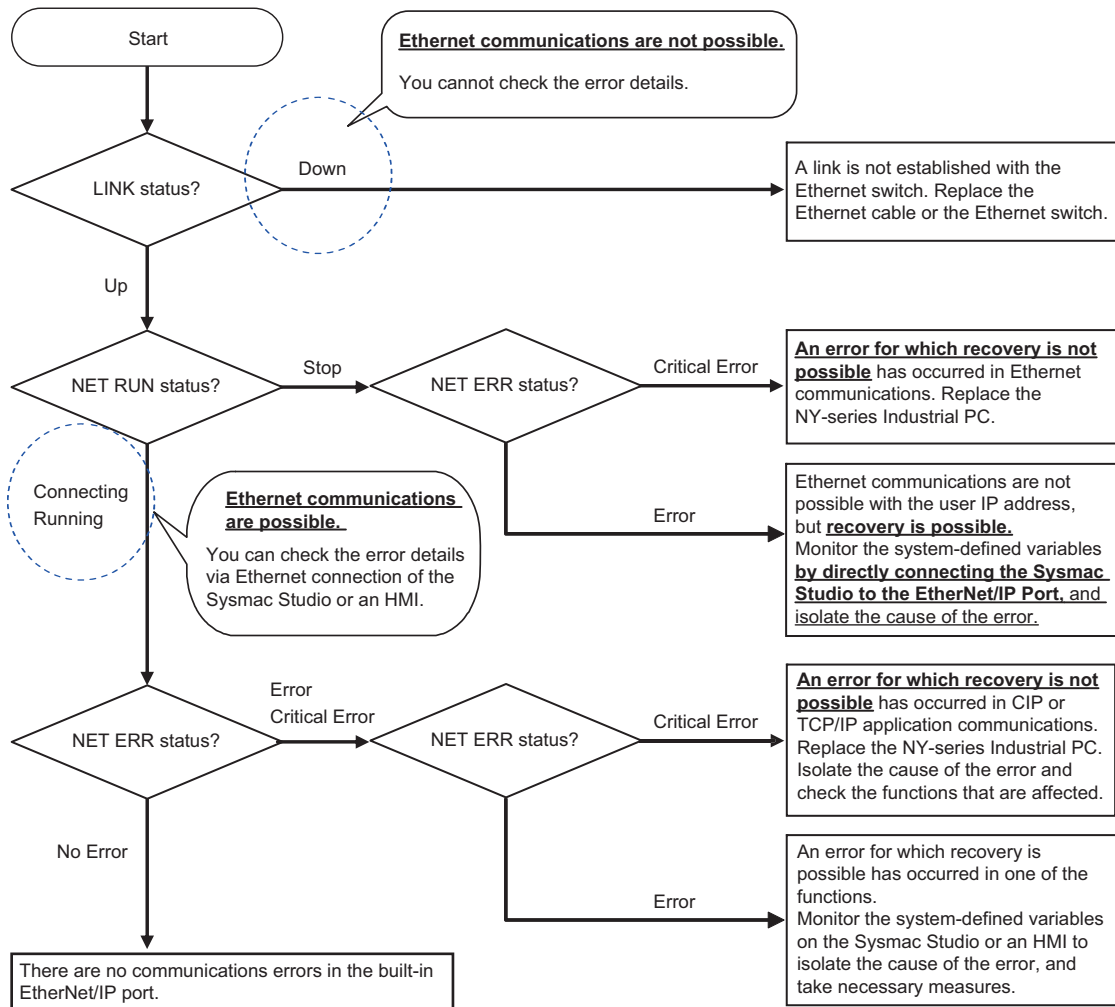 Start
Ethernet communications are not possible.
You cannot check the error details.
LINK status?
Down
A link is not established with the
Ethernet switch. Replace the
Ethernet cable or the Ethernet switch.
Up
NET RUN status?
Stop
NET ERR status?
Critical Error
An error for which recovery is not
possible has occurred in Ethernet
communications. Replace the
NY-series Industrial PC.
Connecting
Running
Ethernet communications
are possible.
You can check the error details
via Ethernet connection of the
Sysmac Studio or an HMI.
Error
Ethernet communications are not
possible with the user IP address,
but recovery is possible.
Monitor the system-defined variables
by directly connecting the Sysmac
Studio to the EtherNet/IP Port, and
isolate the cause of the error.
NET ERR status?
Error
Critical Error
NET ERR status?
Critical Error
An error for which recovery is not
possible has occurred in CIP or
TCP/IP application communications.
Replace the NY-series Industrial PC.
Isolate the cause of the error and
check the functions that are affected.
No Error
Error
An error for which recovery is
possible has occurred in one of the
functions.
Monitor the system-defined variables
on the Sysmac Studio or an HMI to
isolate the cause of the error, and
take necessary measures.
There are no communications errors in the built-in
EtherNet/IP port.